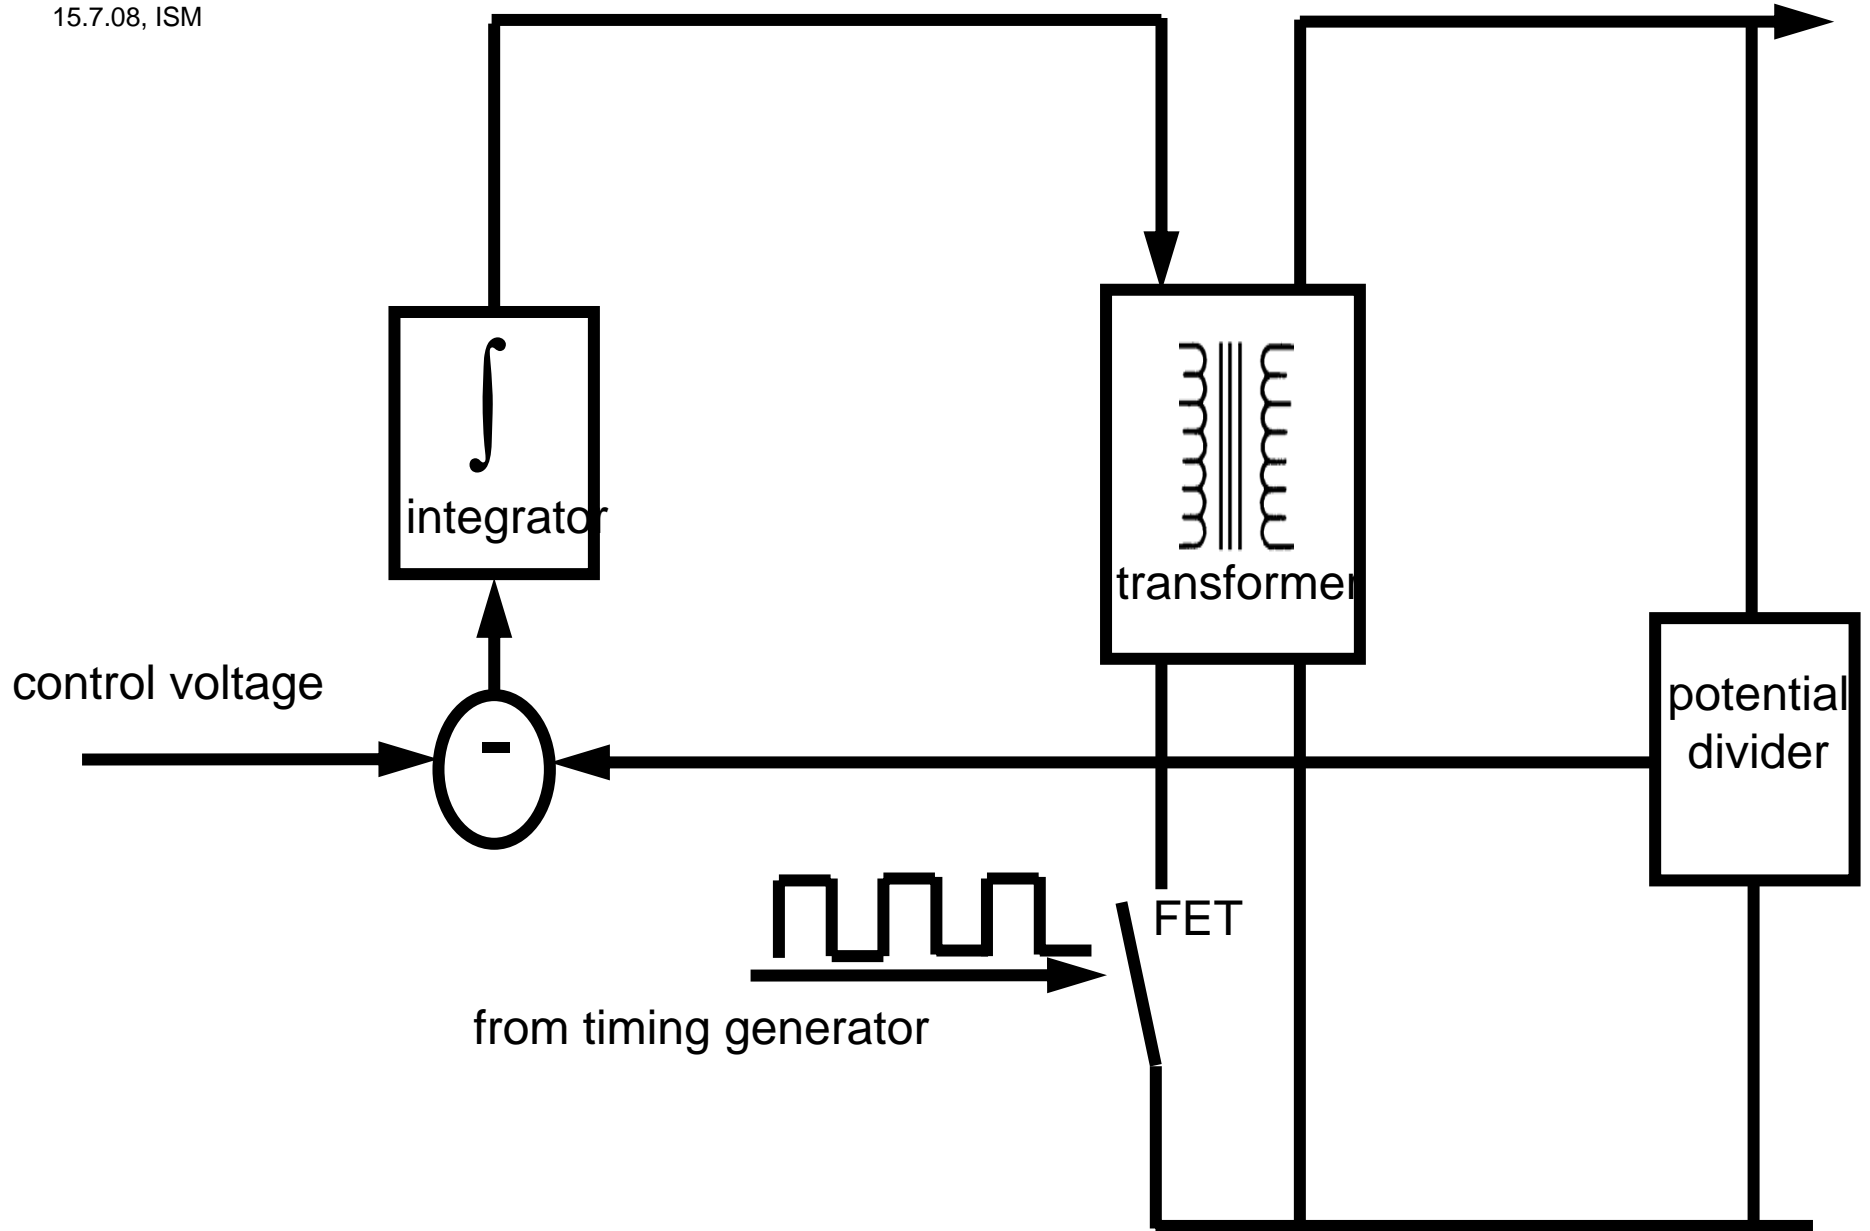 15.7.08, ISM
∫
integrator
transformer
control voltage
-
potential
divider
FET
from timing generator